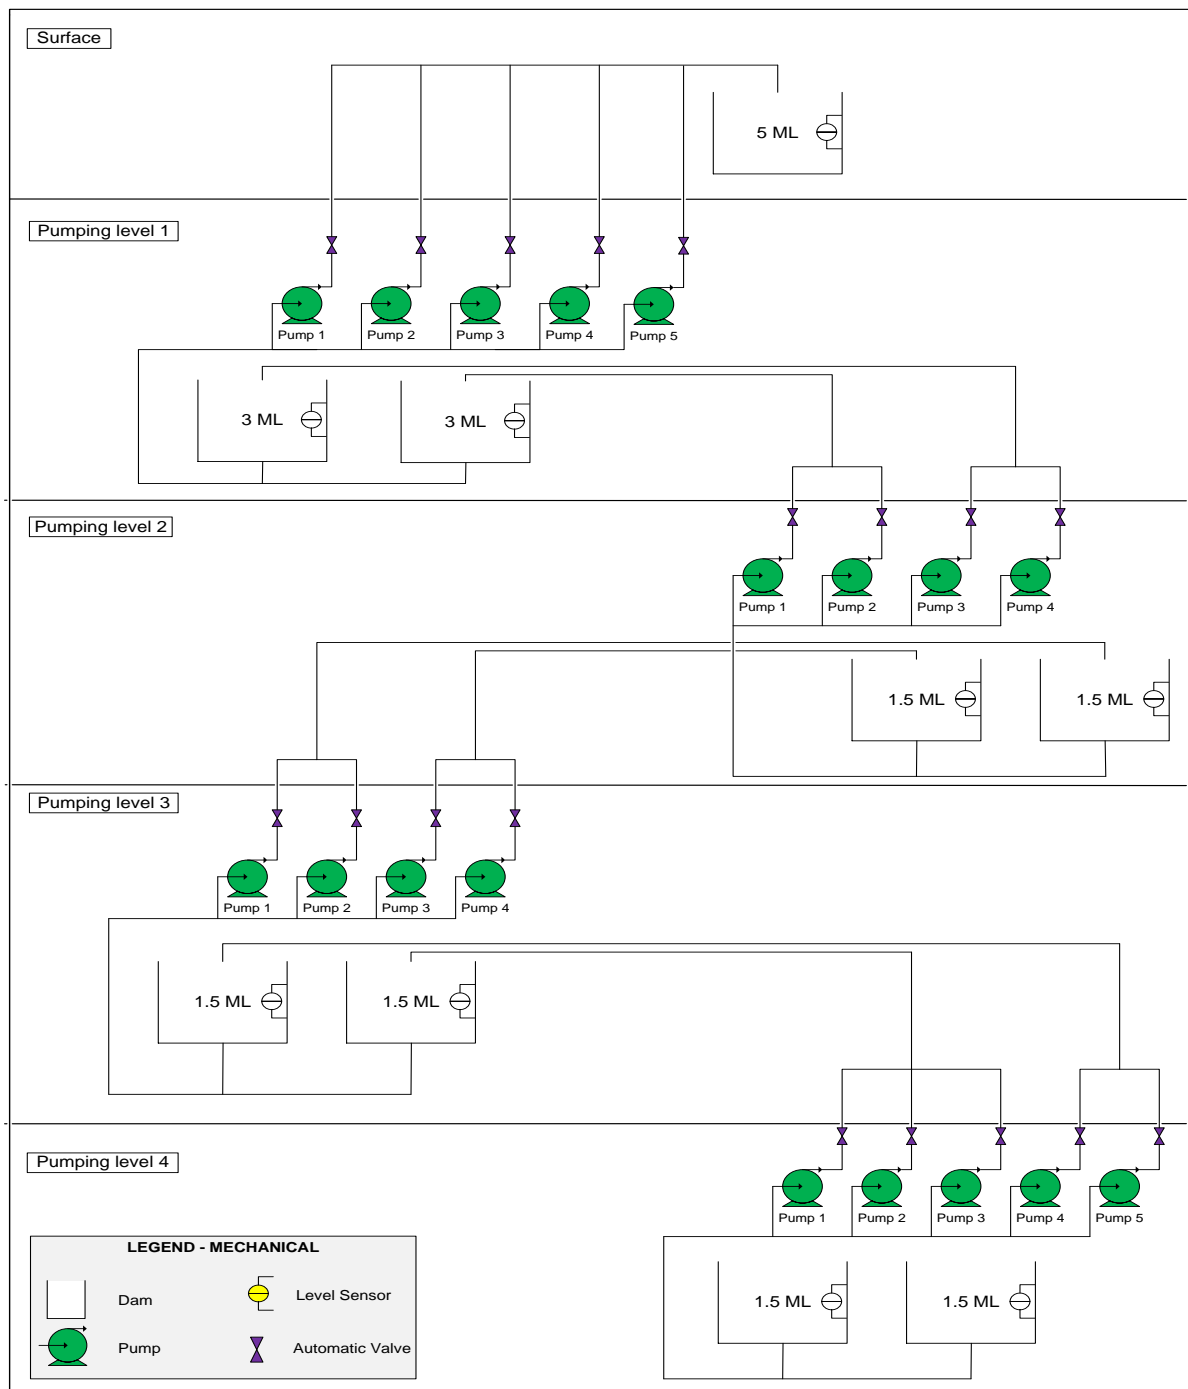 Surface
5 ML
Pumping level 1
Pump 1
Pump 2
Pump 3
Pump 4
Pump 5
3 ML
3 ML
Pumping level 2
Pump 1
Pump 2
Pump 3
Pump 4
1.5 ML
1.5 ML
Pumping level 3
Pump 1
Pump 2
Pump 3
Pump 4
1.5 ML
1.5 ML
Pumping level 4
Pump 1
Pump 2
Pump 3
Pump 4
Pump 5
1.5 ML
1.5 ML
LEGEND - MECHANICAL
Dam
Level Sensor
Pump
Automatic Valve